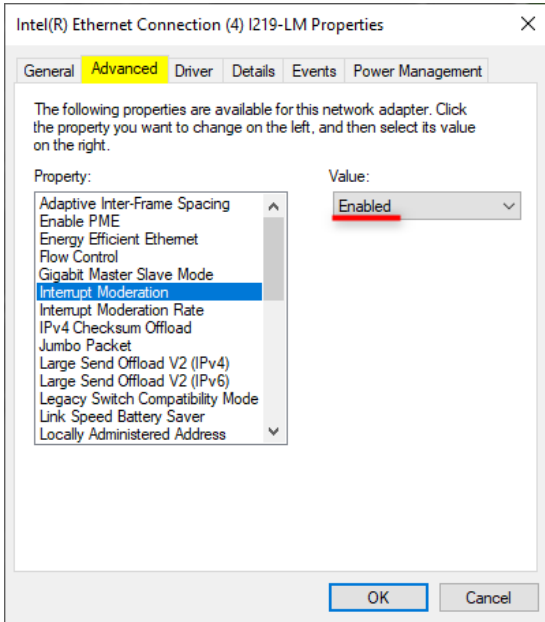 Intel(R) Ethernet Connection (4) I219-LM Properties
General Advanced Driver Details Events Power Management
The following properties are available for this network adapter. Click
the property you want to change on the left, and then select its value
on the right.
Property:
Value:
Adaptive Inter-Frame Spacing
Enable PME
Energy Efficient Ethernet
Flow Control
Gigabit Master Slave Mode
Interrupt Moderation
Interrupt Moderation Rate
IPv4 Checksum Offload
Jumbo Packet
Large Send Offload V2 (IPv4)
Large Send Offload V2 (IPv6)
Legacy Switch Compatibility Mode
Link Speed Battery Saver
Locally Administered Address
Enabled
OK Cancel